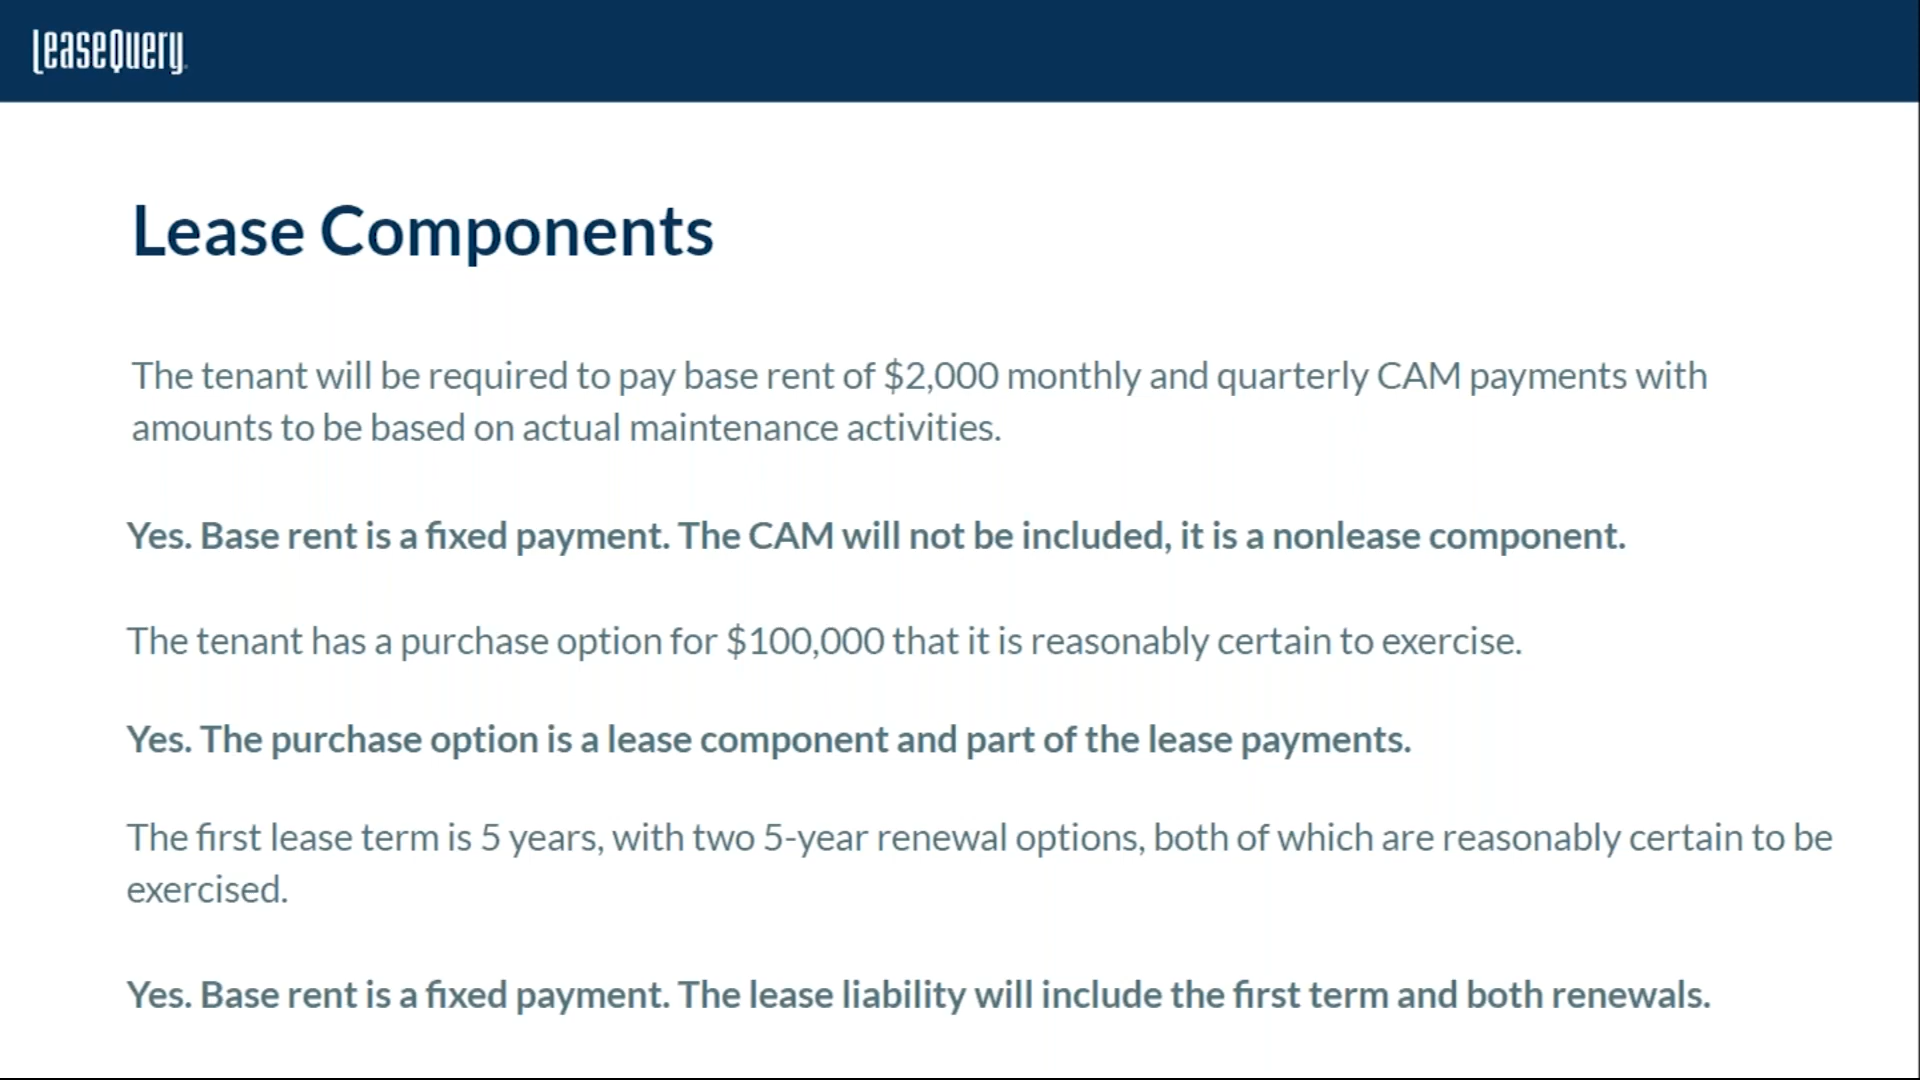 LeaseQuery
Lease Components
The tenant will be required to pay base rent of $2,000 monthly and quarterly CAM payments with
amounts to be based on actual maintenance activities.
Yes. Base rent is a fixed payment. The CAM will not be included, it is a nonlease component.
The tenant has a purchase option for $100,000 that it is reasonably certain to exercise.
Yes. The purchase option is a lease component and part of the lease payments.
The first lease term is 5 years, with two 5-year renewal options, both of which are reasonably certain to be
exercised.
Yes. Base rent is a fixed payment. The lease liability will include the first term and both renewals.